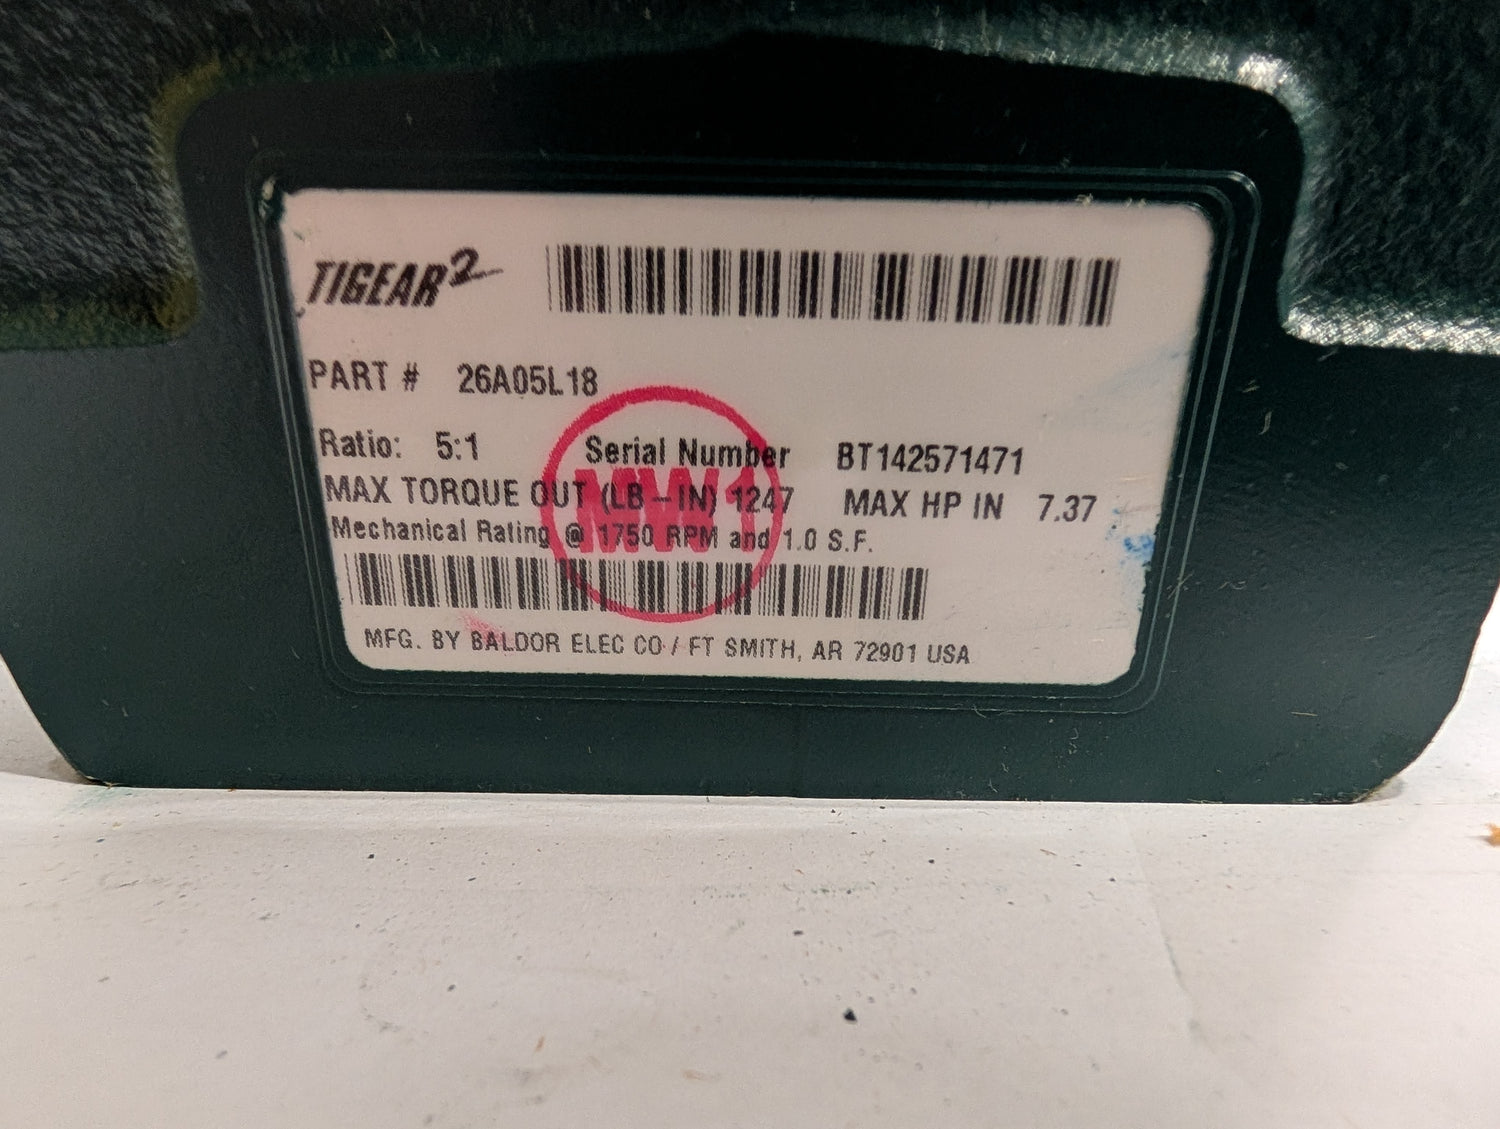 TIGEAR2
PART # 26A05L18
Ratio: 5:1 Serial Number BT142571471
MAX TORQUE OUT (LB-IN) 1247 MAX HP IN 7.37
Mechanical Rating @ 1750 RPM and 1.0 S.F.
MW1
MFG. BY BALDOR ELEC CO / FT SMITH, AR 72901 USA